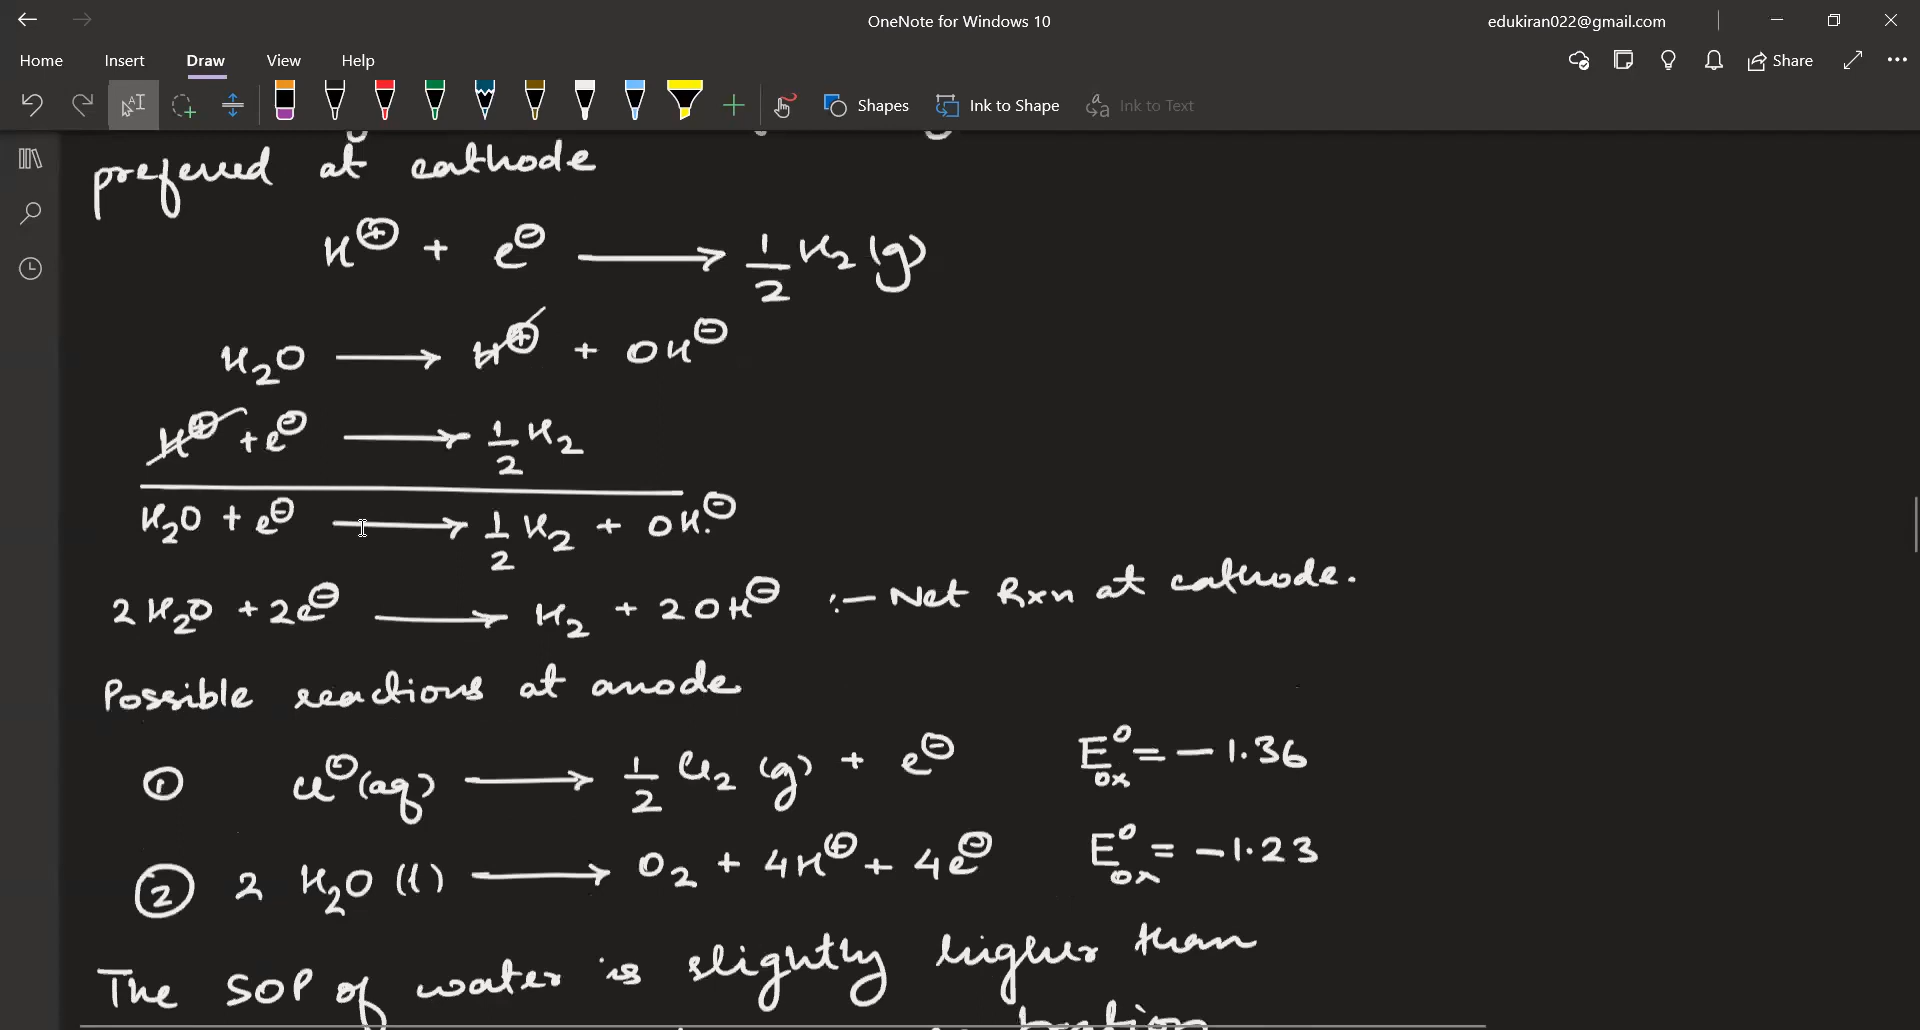 OneNote for Windows 10
edukiran022@gmail.com
Home Insert Draw View Help
Share
Shapes Ink to Shape Ink to Text
preferred at cathode
H⊕ + e⊖ ⟶ 1/2 H₂ (g)
H₂O ⟶ H⊕ + OH⊖
H⊕ + e⊖ ⟶ 1/2 H₂
H₂O + e⊖ ⟶ 1/2 H₂ + OH⊖.
2 H₂O + 2e⊖ ⟶ H₂ + 2OH⊖ :– Net Rxn at cathode.
Possible reactions at anode
① Cl⊖(aq) ⟶ 1/2 Cl₂ (g) + e⊖ E°ox = – 1.36
② 2 H₂O (l) ⟶ O₂ + 4H⊕ + 4e⊖ E°ox = –1.23
The SOP of water is slightly higher than